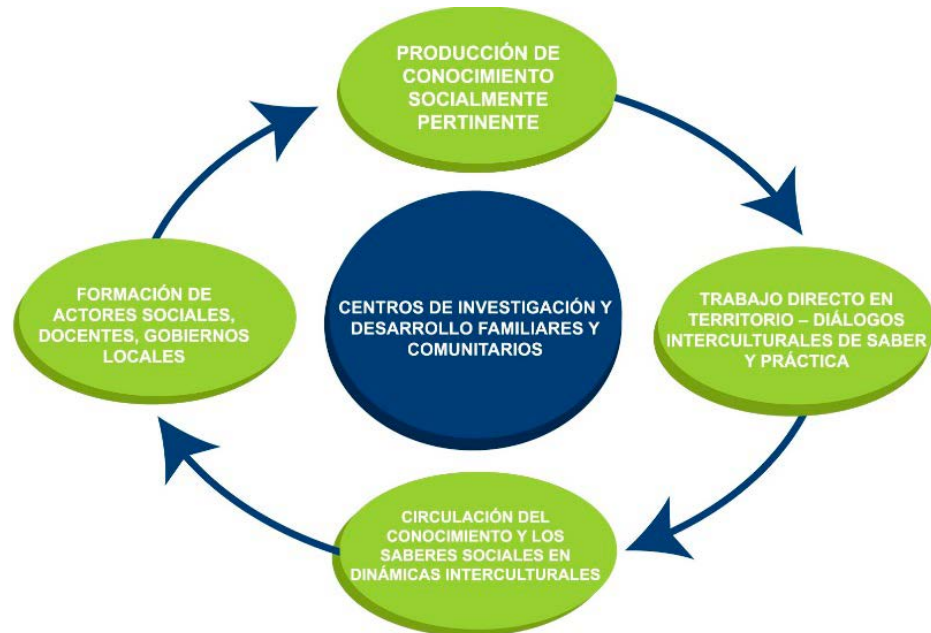 PRODUCCIÓN DE
CONOCIMIENTO
SOCIALMENTE
PERTINENTE
CENTROS DE INVESTIGACIÓN Y
DESARROLLO FAMILIARES Y
COMUNITARIOS
TRABAJO DIRECTO EN
TERRITORIO – DIÁLOGOS
INTERCULTURALES DE SABER
Y PRÁCTICA
CIRCULACIÓN DEL
CONOCIMIENTO Y LOS
SABERES SOCIALES EN
DINÁMICAS INTERCULTURALES
FORMACIÓN DE
ACTORES SOCIALES,
DOCENTES, GOBIERNOS
LOCALES